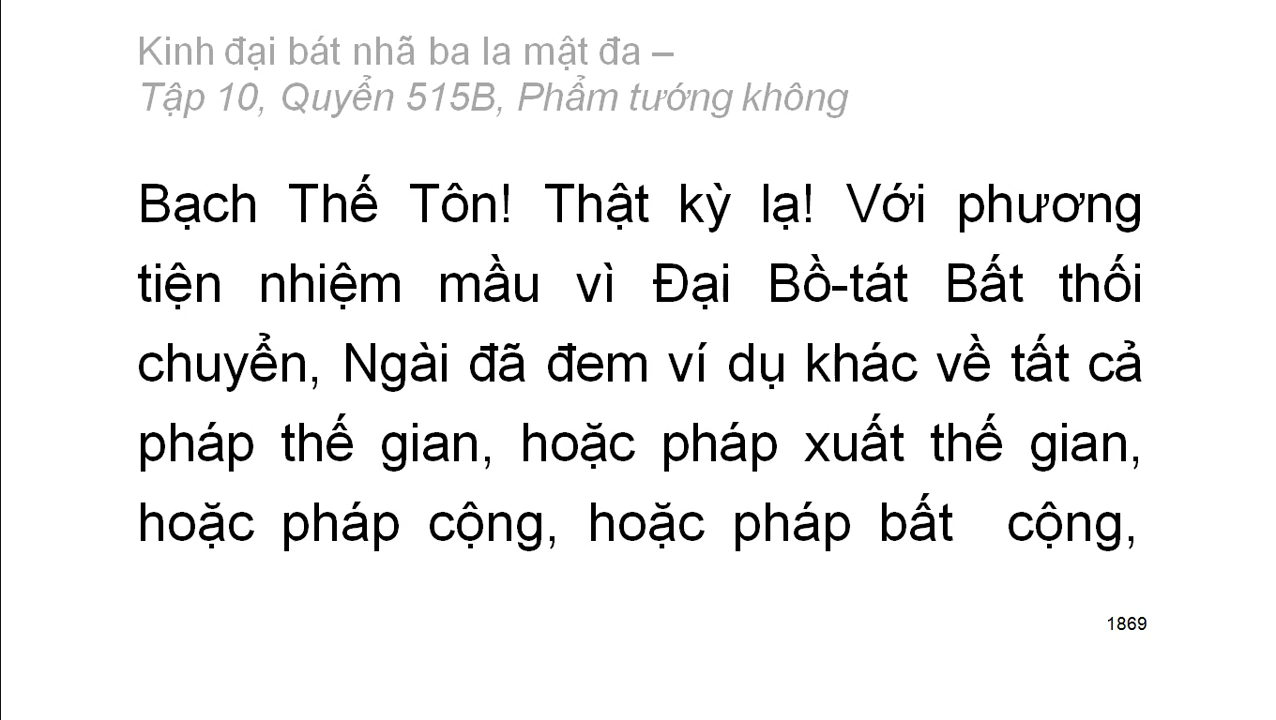 Kinh đại bát nhã ba la mật đa –
Tập 10, Quyển 515B, Phẩm tướng không
Bạch Thế Tôn! Thật kỳ lạ! Với phương
tiện nhiệm mầu vì Đại Bồ-tát Bất thối
chuyển, Ngài đã đem ví dụ khác về tất cả
pháp thế gian, hoặc pháp xuất thế gian,
hoặc pháp cộng, hoặc pháp bất cộng,
1869